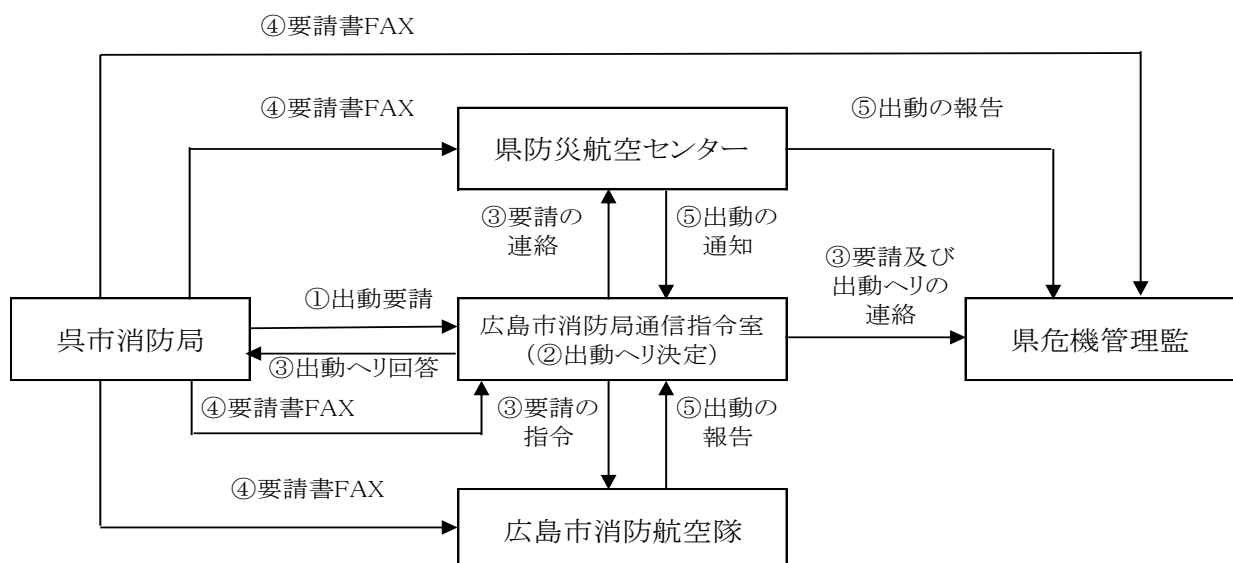 ④要請書FAX
④要請書FAX
⑤出動の報告
県防災航空センター
③要請の
連絡
⑤出動の
通知
③要請及び
出動ヘリの
連絡
①出動要請
呉市消防局
広島市消防局通信指令室
（②出動ヘリ決定）
県危機管理監
③出動ヘリ回答
④要請書FAX
③要請の
指令
⑤出動の
報告
④要請書FAX
広島市消防航空隊